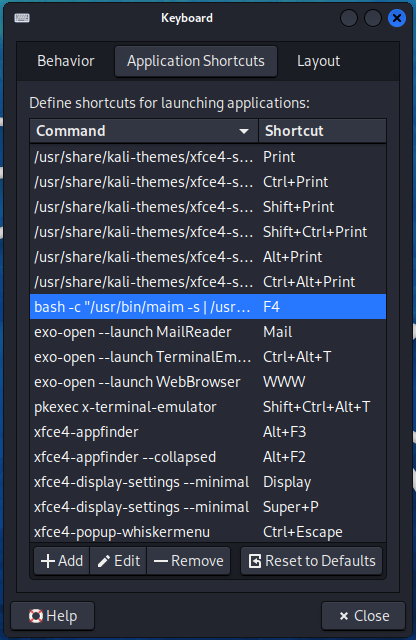 Keyboard
Behavior Application Shortcuts Layout
Define shortcuts for launching applications:
Command Shortcut
/usr/share/kali-themes/xfce4-s... Print
/usr/share/kali-themes/xfce4-s... Ctrl+Print
/usr/share/kali-themes/xfce4-s... Shift+Print
/usr/share/kali-themes/xfce4-s... Shift+Ctrl+Print
/usr/share/kali-themes/xfce4-s... Alt+Print
/usr/share/kali-themes/xfce4-s... Ctrl+Alt+Print
bash -c "/usr/bin/maim -s | /usr... F4
exo-open --launch MailReader Mail
exo-open --launch TerminalEm... Ctrl+Alt+T
exo-open --launch WebBrowser WWW
pkexec x-terminal-emulator Shift+Ctrl+Alt+T
xfce4-appfinder Alt+F3
xfce4-appfinder --collapsed Alt+F2
xfce4-display-settings --minimal Display
xfce4-display-settings --minimal Super+P
xfce4-popup-whiskermenu Ctrl+Escape
Add Edit Remove Reset to Defaults
Help Close